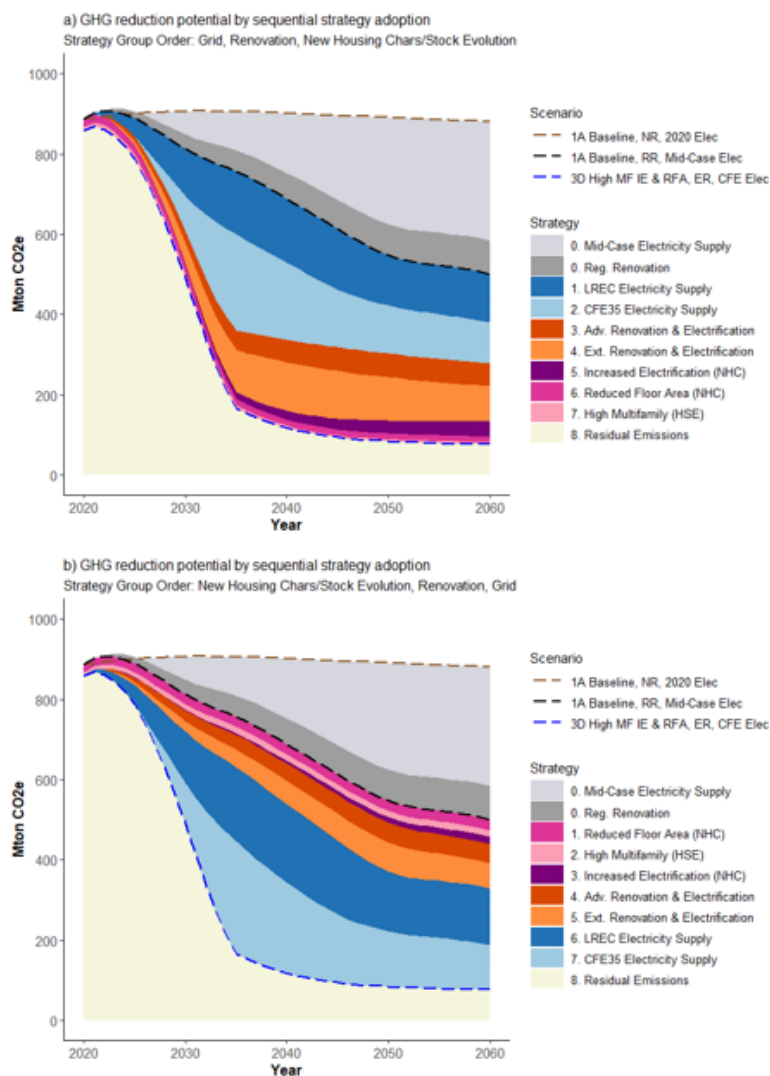 a) GHG reduction potential by sequential strategy adoption
Strategy Group Order: Grid, Renovation, New Housing Chars/Stock Evolution
1000
800
600
400
200
0
Mton CO2e
2020 2030 2040 2050 2060
Year
Scenario
1A Baseline, NR, 2020 Elec
1A Baseline, RR, Mid-Case Elec
3D High MF IE & RFA, ER, CFE Elec
Strategy
0. Mid-Case Electricity Supply
0. Reg. Renovation
1. LREC Electricity Supply
2. CFE35 Electricity Supply
3. Adv. Renovation & Electrification
4. Ext. Renovation & Electrification
5. Increased Electrification (NHC)
6. Reduced Floor Area (NHC)
7. High Multifamily (HSE)
8. Residual Emissions
b) GHG reduction potential by sequential strategy adoption
Strategy Group Order: New Housing Chars/Stock Evolution, Renovation, Grid
1000
800
600
400
200
0
Mton CO2e
2020 2030 2040 2050 2060
Year
Scenario
1A Baseline, NR, 2020 Elec
1A Baseline, RR, Mid-Case Elec
3D High MF IE & RFA, ER, CFE Elec
Strategy
0. Mid-Case Electricity Supply
0. Reg. Renovation
1. Reduced Floor Area (NHC)
2. High Multifamily (HSE)
3. Increased Electrification (NHC)
4. Adv. Renovation & Electrification
5. Ext. Renovation & Electrification
6. LREC Electricity Supply
7. CFE35 Electricity Supply
8. Residual Emissions